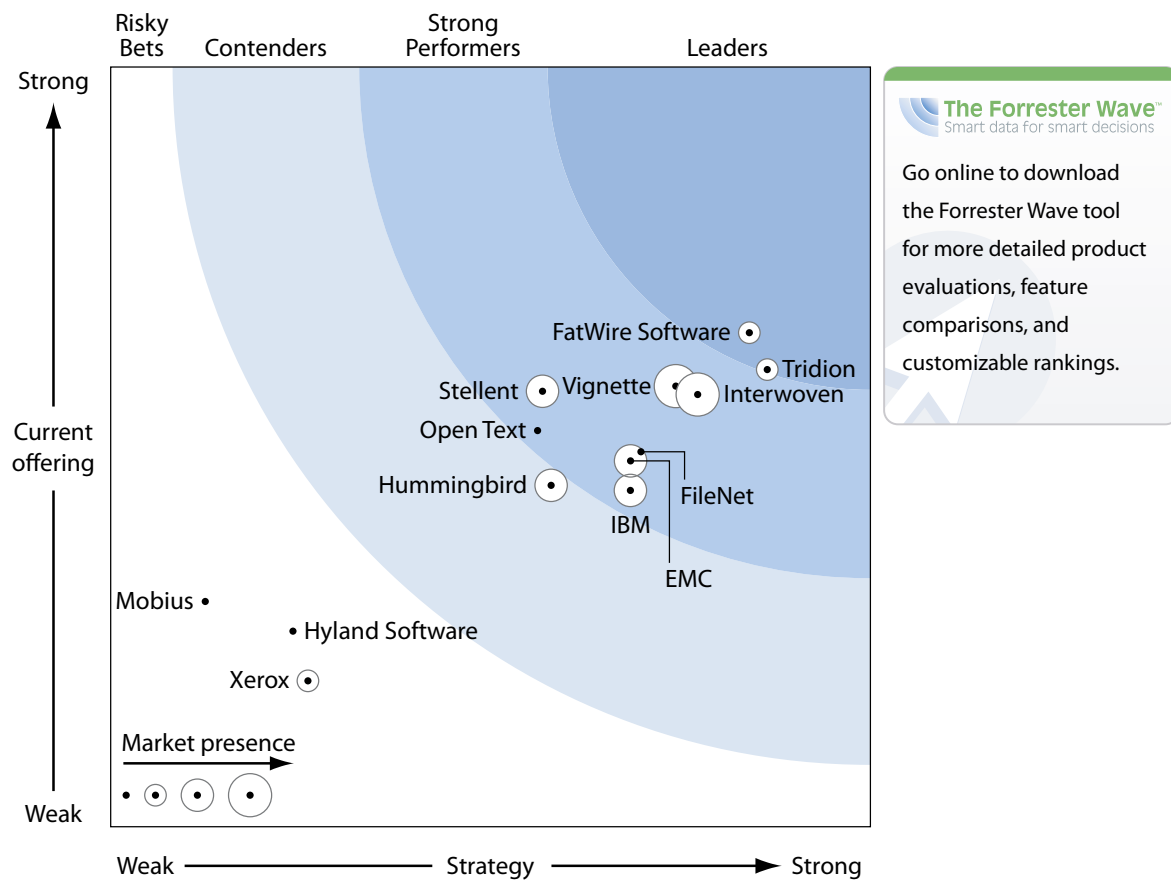 Risky
Bets
Contenders
Strong
Performers
Leaders
Strong
The Forrester Wave™
Smart data for smart decisions
Go online to download
the Forrester Wave tool
for more detailed product
evaluations, feature
comparisons, and
customizable rankings.
FatWire Software
Tridion
Stellent
Vignette
Interwoven
Open Text
Current
offering
Hummingbird
FileNet
IBM
EMC
Mobius
Hyland Software
Xerox
Market presence
Weak
Weak
Strategy
Strong